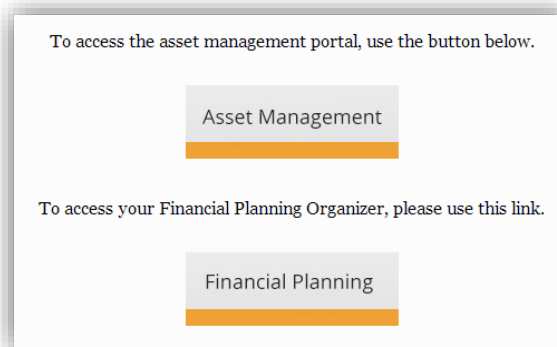 To access the asset management portal, use the button below.
Asset Management
To access your Financial Planning Organizer, please use this link.
Financial Planning